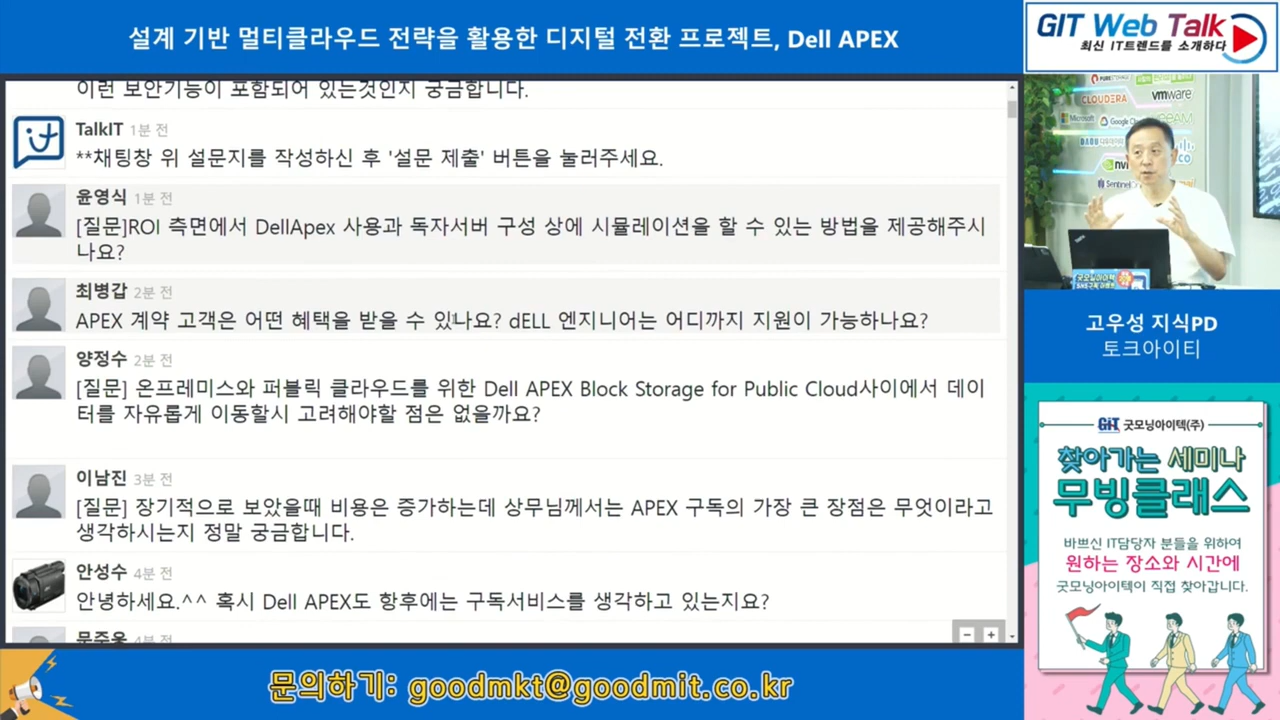 설계 기반 멀티클라우드 전략을 활용한 디지털 전환 프로젝트, Dell APEX
GIT Web Talk
최신 IT트렌드를 소개하다
이런 보안기능이 포함되어 있는것인지 궁금합니다.
TalkIT 1분 전
**채팅창 위 설문지를 작성하신 후 '설문 제출' 버튼을 눌러주세요.
윤영식 1분 전
[질문]ROI 측면에서 DellApex 사용과 독자서버 구성 상에 시뮬레이션을 할 수 있는 방법을 제공해주시
나요?
최병갑 2분 전
APEX 계약 고객은 어떤 혜택을 받을 수 있나요? dELL 엔지니어는 어디까지 지원이 가능하나요?
양정수 2분 전
[질문] 온프레미스와 퍼블릭 클라우드를 위한 Dell APEX Block Storage for Public Cloud사이에서 데이
터를 자유롭게 이동할시 고려해야할 점은 없을까요?
이남진 3분 전
[질문] 장기적으로 보았을때 비용은 증가하는데 상무님께서는 APEX 구독의 가장 큰 장점은 무엇이라고
생각하시는지 정말 궁금합니다.
안성수 4분 전
안녕하세요.^^ 혹시 Dell APEX도 향후에는 구독서비스를 생각하고 있는지요?
문의하기: goodmkt@goodmit.co.kr
CLOUDERA
vmware
Microsoft
고우성 지식PD
토크아이티
GIT 굿모닝아이텍(주)
찾아가는 세미나
무빙클래스
바쁘신 IT담당자 분들을 위하여
원하는 장소와 시간에
굿모닝아이텍이 직접 찾아갑니다.